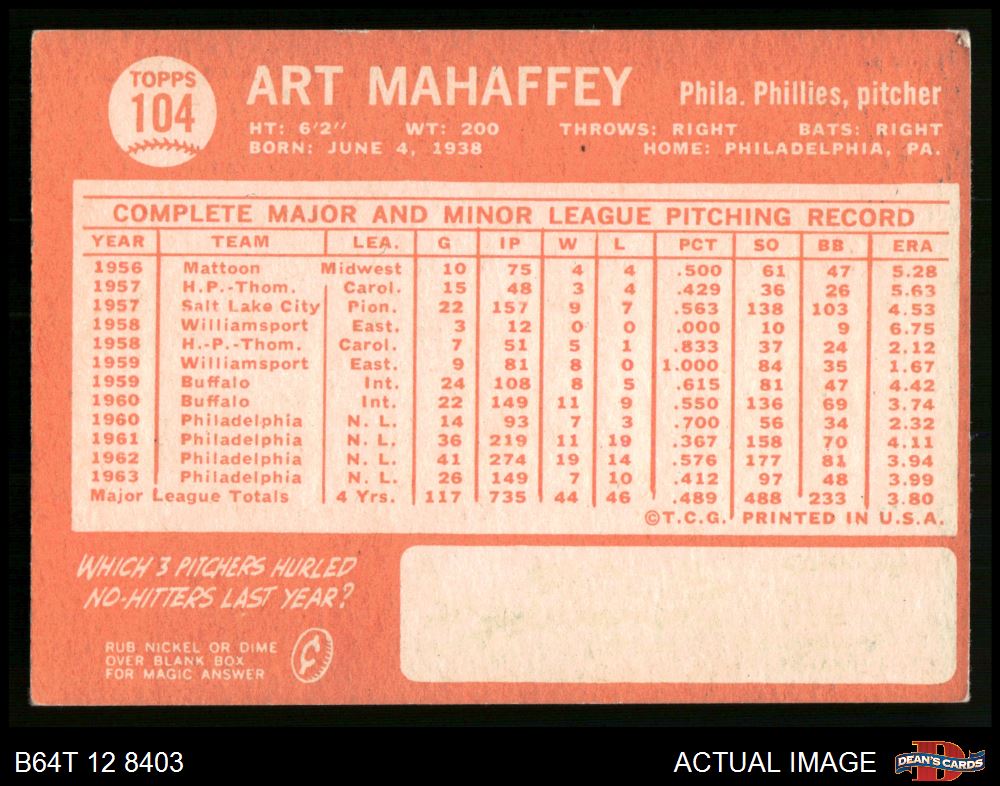 TOPPS
104
ART MAHAFFEY
Phila. Phillies, pitcher
HT: 6'2" WT: 200 THROWS: RIGHT BATS: RIGHT
BORN: JUNE 4, 1938 HOME: PHILADELPHIA, PA.
COMPLETE MAJOR AND MINOR LEAGUE PITCHING RECORD
YEAR TEAM LEA. G IP W L PCT SO BB ERA
1956 Mattoon Midwest 10 75 4 4 .500 61 47 5.28
1957 H.P.-Thom. Carol. 15 48 3 4 .429 36 26 5.63
1957 Salt Lake City Pion. 22 157 9 7 .563 138 103 4.53
1958 Williamsport East. 3 12 0 0 .000 10 9 6.75
1958 H.-P.-Thom. Carol. 7 51 5 1 .833 37 24 2.12
1959 Williamsport East. 9 81 8 0 1.000 84 35 1.67
1959 Buffalo Int. 24 108 8 5 .615 81 47 4.42
1960 Buffalo Int. 22 149 11 9 .550 136 69 3.74
1960 Philadelphia N. L. 14 93 7 3 .700 56 34 2.32
1961 Philadelphia N. L. 36 219 11 19 .367 158 70 4.11
1962 Philadelphia N. L. 41 274 19 14 .576 177 81 3.94
1963 Philadelphia N. L. 26 149 7 10 .412 97 48 3.99
Major League Totals 4 Yrs. 117 735 44 46 .489 488 233 3.80
©T.C.G. PRINTED IN U.S.A.
WHICH 3 PITCHERS HURLED
NO-HITTERS LAST YEAR?
RUB NICKEL OR DIME
OVER BLANK BOX
FOR MAGIC ANSWER
¢
B64T 12 8403
ACTUAL IMAGE
D
DEAN'S CARDS